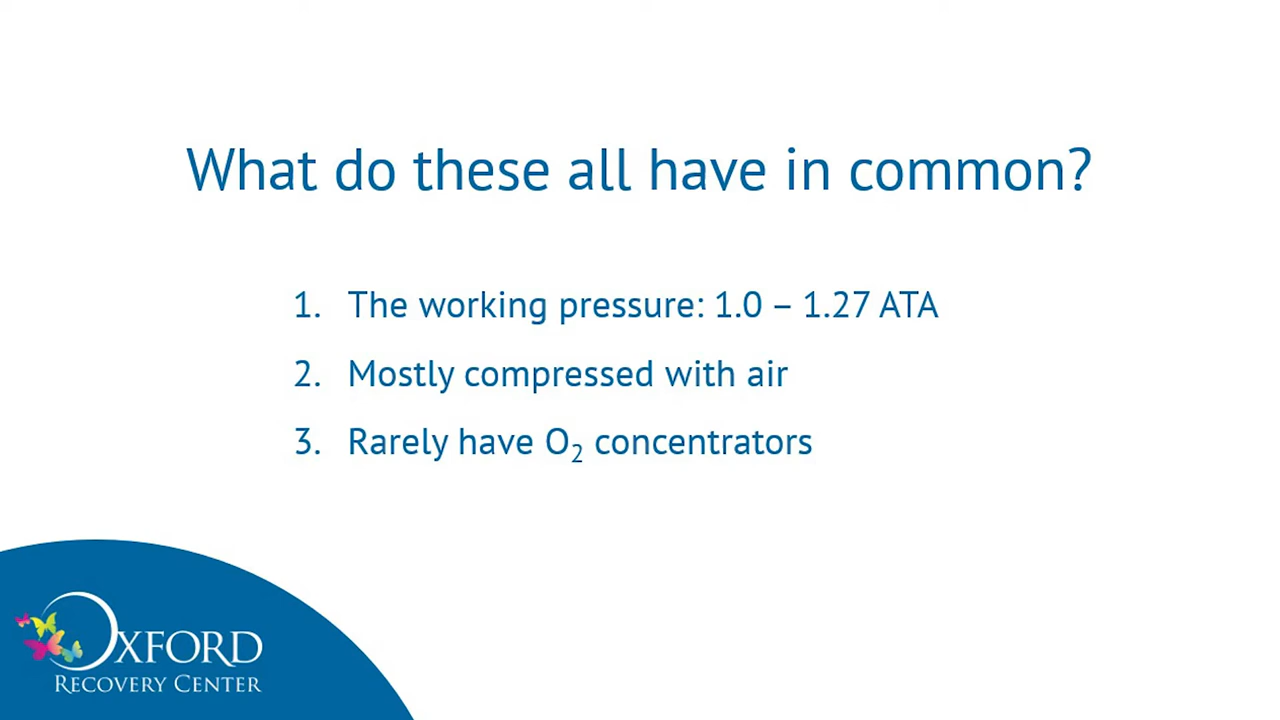 What do these all have in common?
1. The working pressure: 1.0 – 1.27 ATA
2. Mostly compressed with air
3. Rarely have O₂ concentrators
OXFORD
RECOVERY CENTER